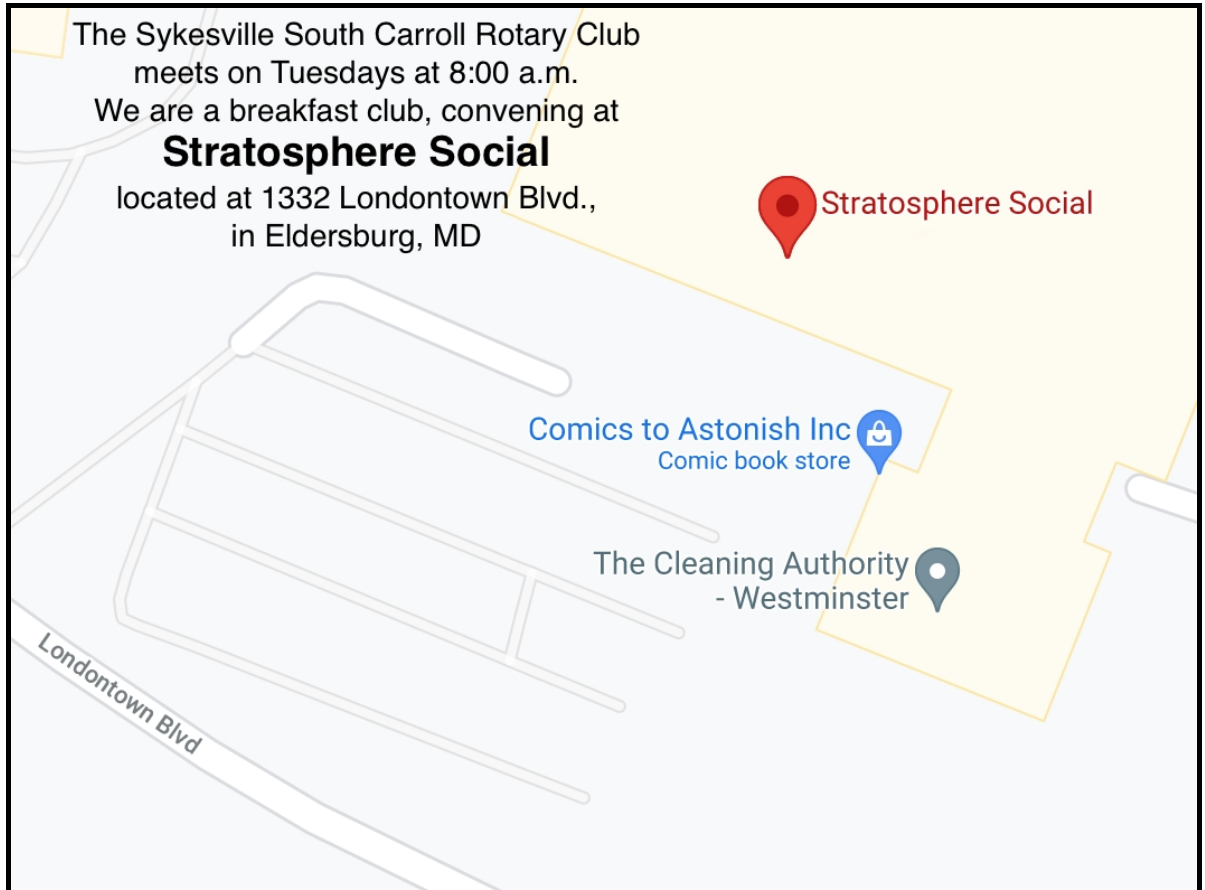 The Sykesville South Carroll Rotary Club
meets on Tuesdays at 8:00 a.m.
We are a breakfast club, convening at
Stratosphere Social
located at 1332 Londontown Blvd.,
in Eldersburg, MD
Stratosphere Social
Comics to Astonish Inc
Comic book store
The Cleaning Authority
- Westminster
Londontown Blvd